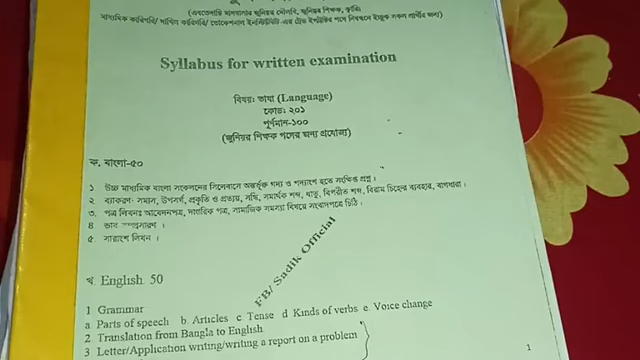 (এবতেদায়ি মাদরাসার জুনিয়র মৌলবি, জুনিয়র শিক্ষক, ক্বারি)
মাধ্যমিক কারিগরি/ দাখিল কারিগরি/ ভোকেশনাল ইনস্টিটিউট-এর ট্রেড ইন্সট্রাক্টর পদে নিবন্ধনে ইচ্ছুক সকল প্রার্থীর জন্য)
Syllabus for written examination
বিষয়: ভাষা (Language)
কোড: ২০১
পূর্ণমান-১০০
(জুনিয়র শিক্ষক পদের জন্য প্রযোজ্য)
ক. বাংলা-৫০
১ উচ্চ মাধ্যমিক বাংলা সংকলনের সিলেবাসে অন্তর্ভুক্ত গদ্য ও পদ্যাংশ হতে সংক্ষিপ্ত প্রশ্ন।
২ ব্যাকরণ: সমাস, উপসর্গ, প্রকৃতি ও প্রত্যয়, সন্ধি, সমার্থক শব্দ, ধাতু, বিপরীত শব্দ, বিরাম চিহ্নের ব্যবহার, বাগধারা।
৩. পত্র লিখন: আবেদনপত্র, দাপ্তরিক পত্র, সামাজিক সমস্যা বিষয়ে সংবাদপত্রে চিঠি।
৪ ভাব সম্প্রসারণ ।
৫. সারাংশ লিখন ।
FB/ Sadik Official
খ English 50
1 Grammar
a Parts of speech b. Articles c Tense d Kinds of verbs e. Voice change
2 Translation from Bangla to English
3 Letter/Application writing/writing a report on a problem
1